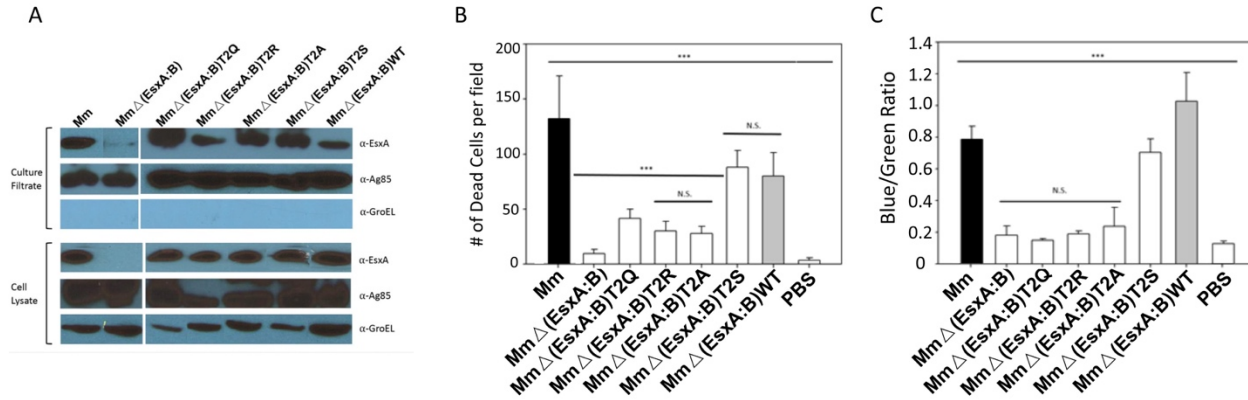 A
Mm
Mm△(EsxA:B)
Mm△(EsxA:B)T2Q
Mm△(EsxA:B)T2R
Mm△(EsxA:B)T2A
Mm△(EsxA:B)T2S
Mm△(EsxA:B)WT
Culture
Filtrate
α-EsxA
α-Ag85
α-GroEL
Cell
Lysate
α-EsxA
α-Ag85
α-GroEL
B
# of Dead Cells per field
200
150
100
50
0
***
***
N.S.
N.S.
Mm
Mm△(EsxA:B)
Mm△(EsxA:B)T2Q
Mm△(EsxA:B)T2R
Mm△(EsxA:B)T2A
Mm△(EsxA:B)T2S
Mm△(EsxA:B)WT
PBS
C
Blue/Green Ratio
1.4
1.2
1.0
0.8
0.6
0.4
0.2
0
***
N.S.
Mm
Mm△(EsxA:B)
Mm△(EsxA:B)T2Q
Mm△(EsxA:B)T2R
Mm△(EsxA:B)T2A
Mm△(EsxA:B)T2S
Mm△(EsxA:B)WT
PBS